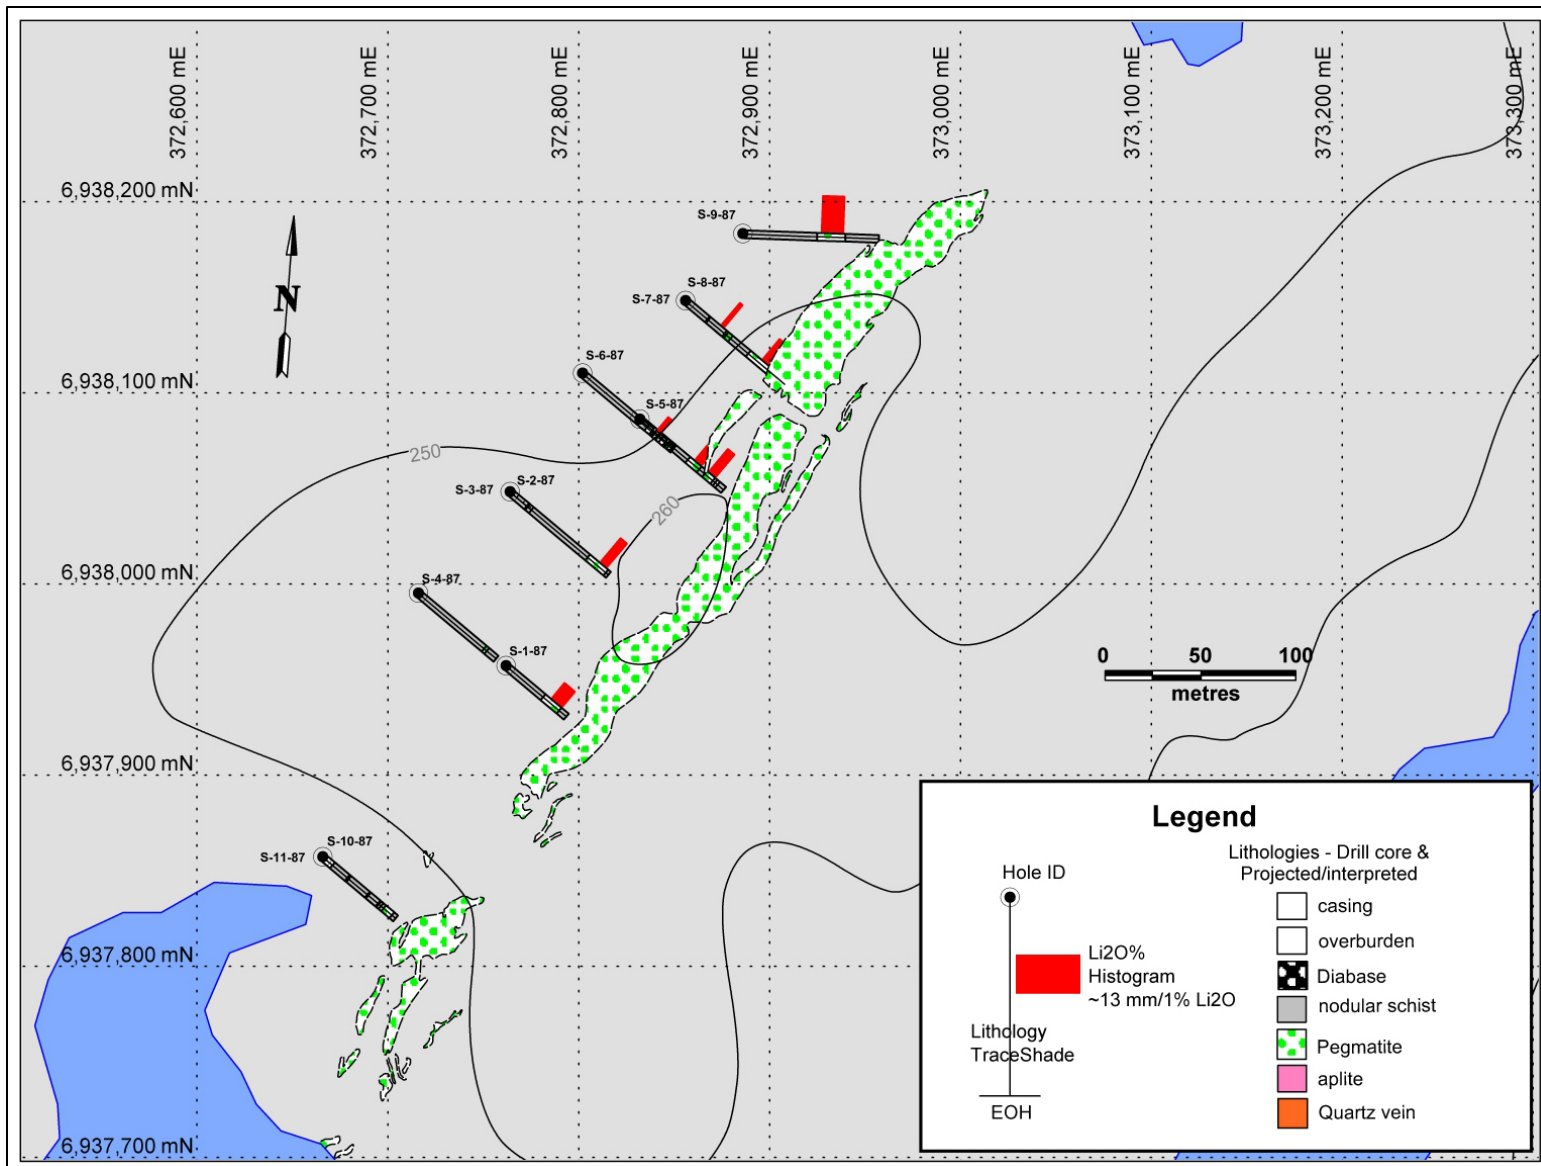 372,600 mE
372,700 mE
372,800 mE
372,900 mE
373,000 mE
373,100 mE
373,200 mE
373,300 mE
6,938,200 mN
S-9-87
S-8-87
S-7-87
N
S-6-87
6,938,100 mN
S-5-87
250
S-2-87
S-3-87
260
6,938,000 mN
S-4-87
S-1-87
0 50 100
metres
6,937,900 mN
S-10-87
S-11-87
6,937,800 mN
6,937,700 mN
Legend
Hole ID
Li2O%
Histogram
~13 mm/1% Li2O
Lithology
TraceShade
EOH
Lithologies - Drill core &
Projected/interpreted
casing
overburden
Diabase
nodular schist
Pegmatite
aplite
Quartz vein